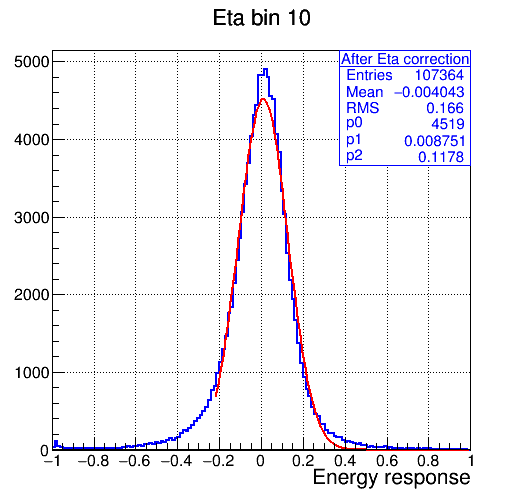 Eta bin 10
After Eta correction
Entries 107364
Mean −0.004043
RMS 0.166
p0 4519
p1 0.008751
p2 0.1178
5000
4000
3000
2000
1000
0
−1 −0.8 −0.6 −0.4 −0.2 0 0.2 0.4 0.6 0.8 1
Energy response